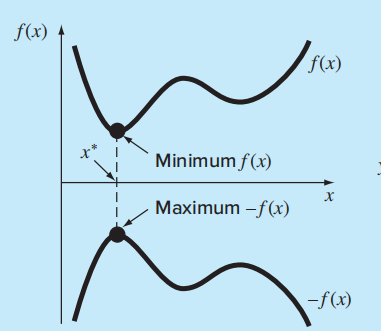 f(x)
f(x)
x*
Minimum f(x)
x
Maximum –f(x)
–f(x)